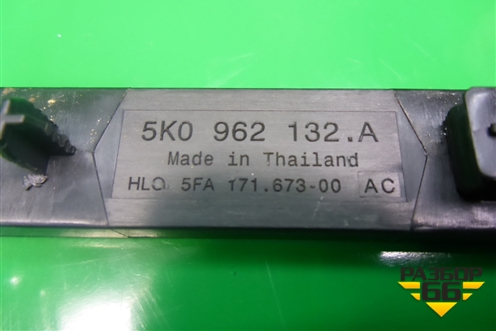 5K0 962 132.A
Made in Thailand
HLO 5FA 171.673-00 AC
РАЗБОР
66